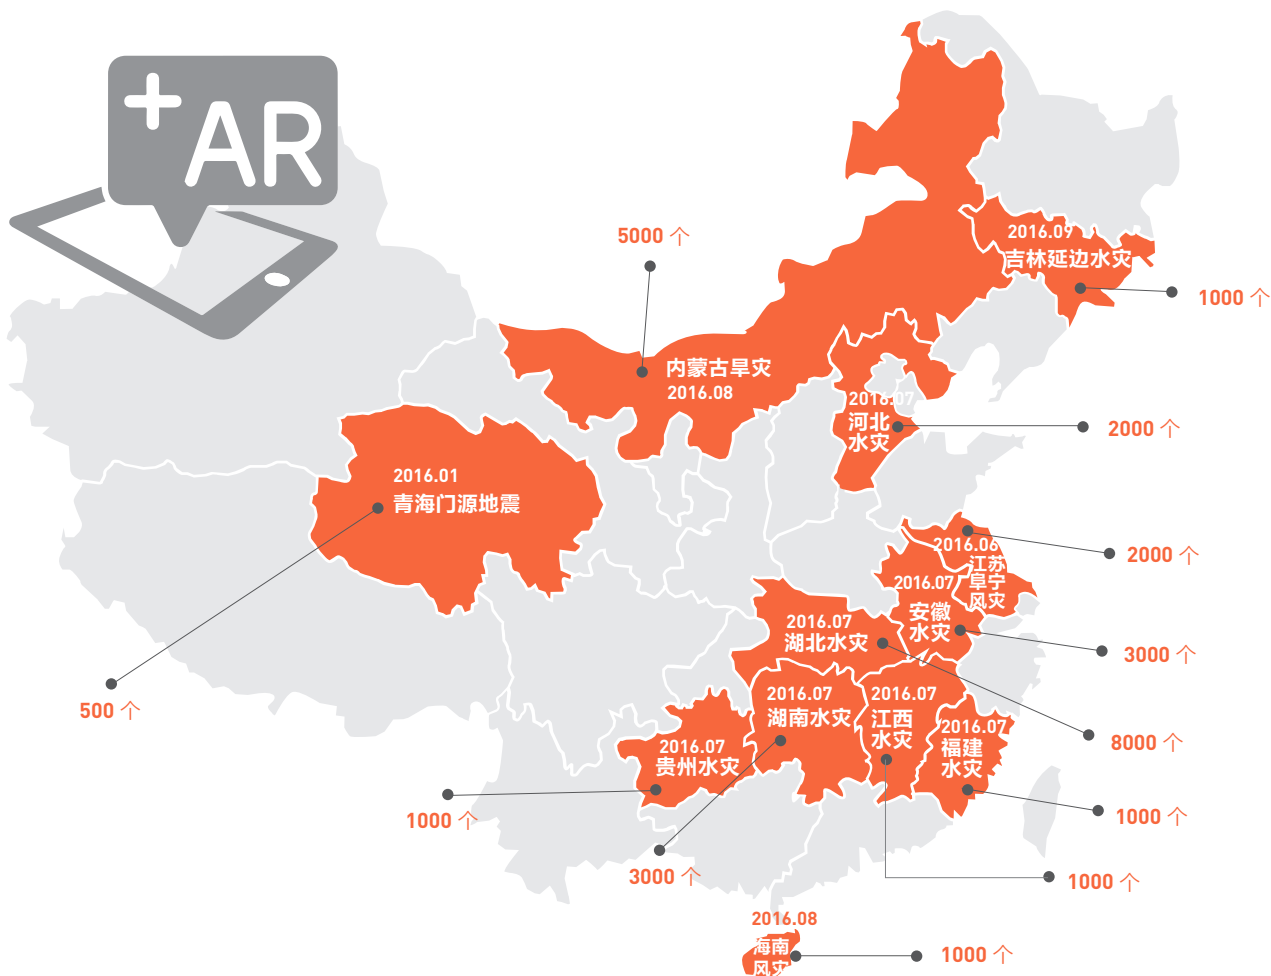 +AR
5000 个
2016.09
吉林延边水灾
1000 个
内蒙古旱灾
2016.08
2016.07
河北
水灾
2000 个
2016.01
青海门源地震
500 个
2016.06
江苏
阜宁
风灾
2000 个
2016.07
安徽
水灾
3000 个
2016.07
湖北水灾
8000 个
2016.07
湖南水灾
3000 个
2016.07
江西
水灾
1000 个
2016.07
福建
水灾
1000 个
2016.07
贵州水灾
1000 个
2016.08
海南
风灾
1000 个